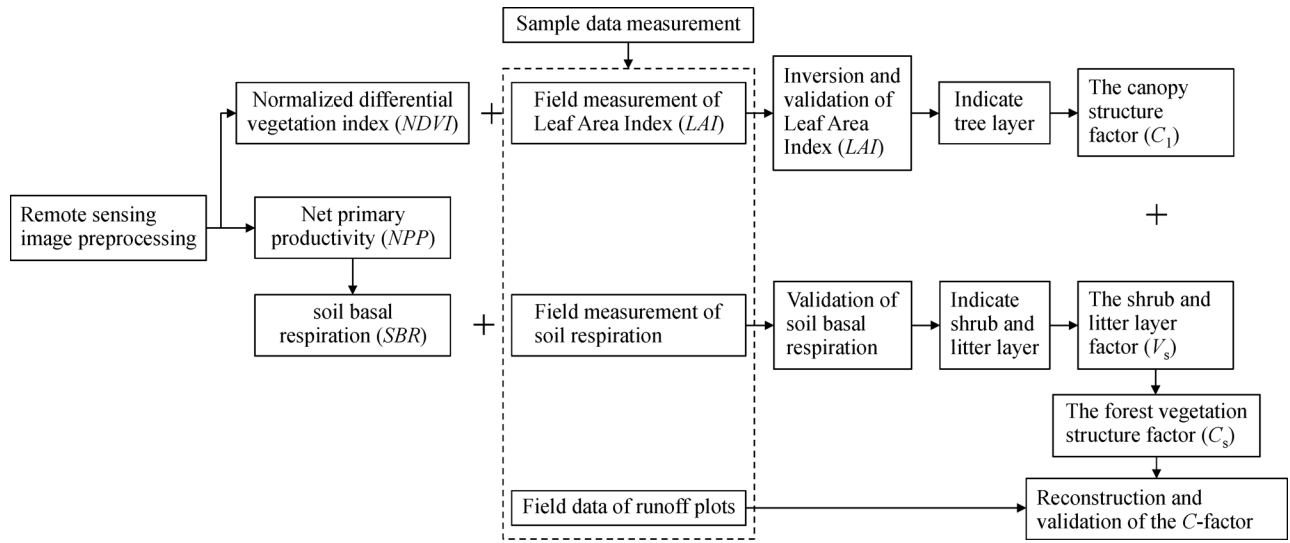 Sample data measurement
Normalized differential
vegetation index (NDVI)
+
Field measurement of
Leaf Area Index (LAI)
Inversion and
validation of
Leaf Area
Index (LAI)
Indicate
tree layer
The canopy
structure
factor (C₁)
Remote sensing
image preprocessing
Net primary
productivity (NPP)
+
soil basal
respiration (SBR)
+
Field measurement of
soil respiration
Validation of
soil basal
respiration
Indicate
shrub and
litter layer
The shrub and
litter layer
factor (Vₛ)
The forest vegetation
structure factor (Cₛ)
Field data of runoff plots
Reconstruction and
validation of the C-factor